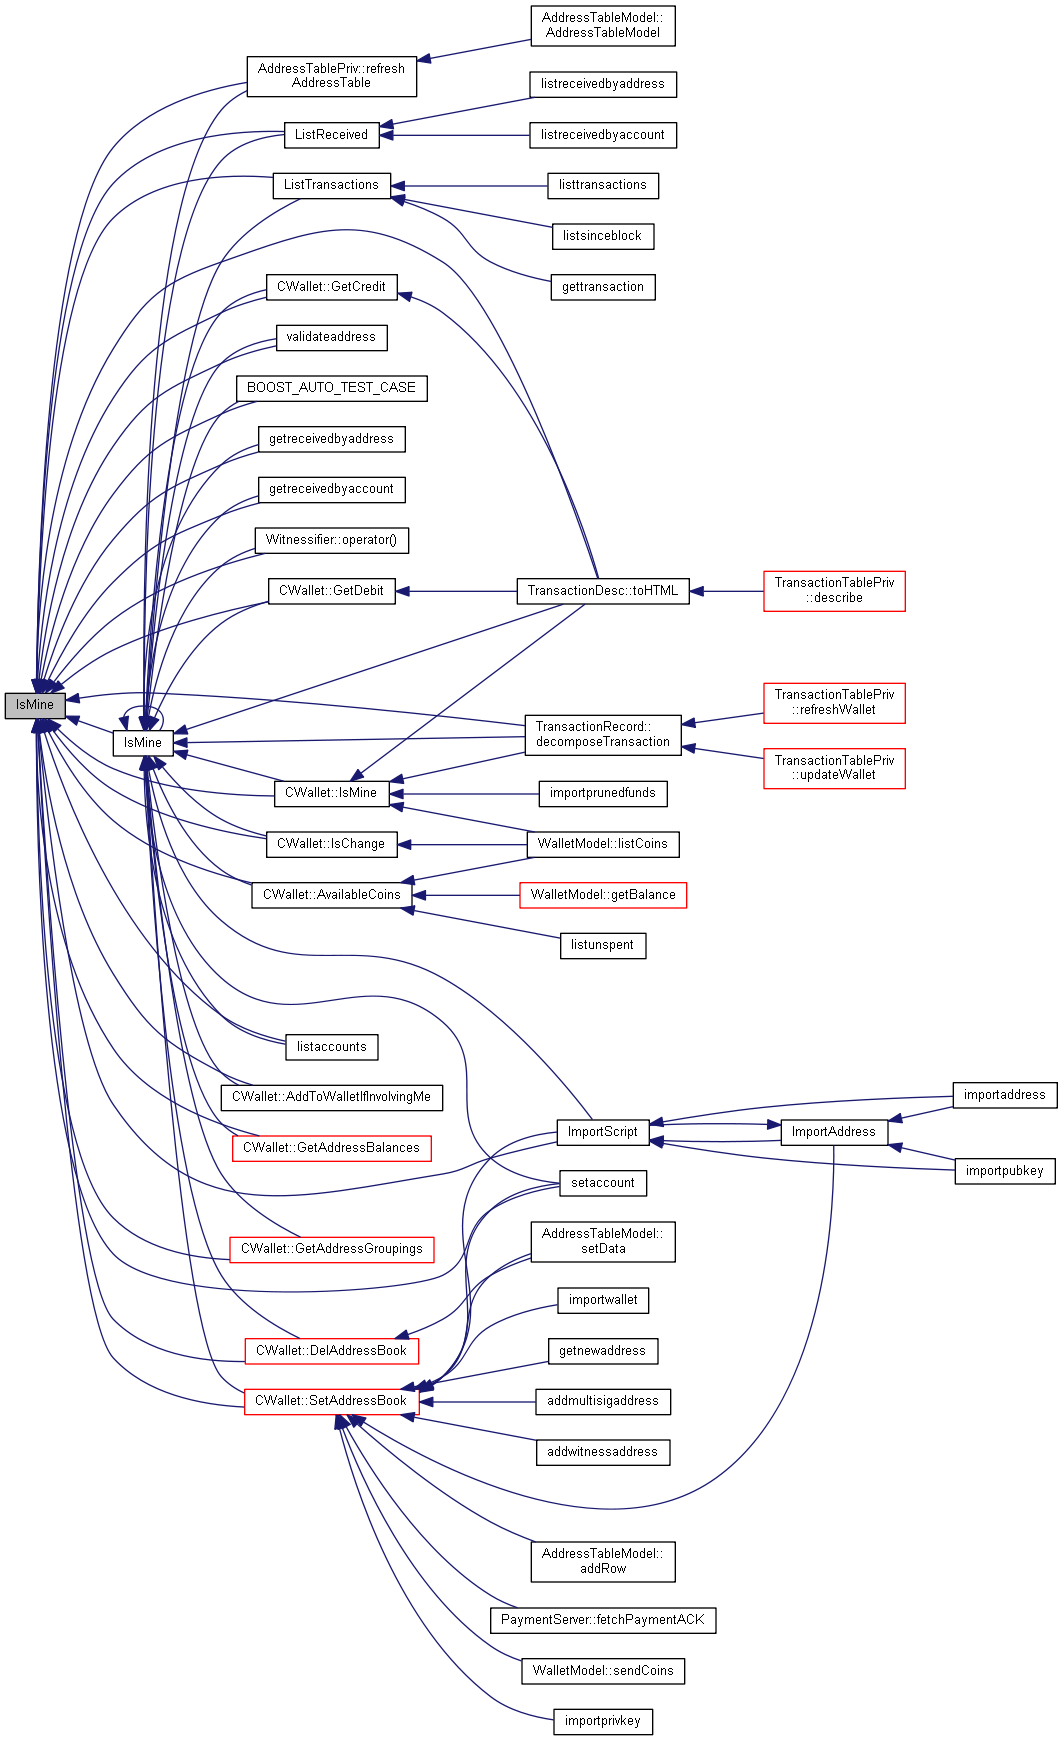 AddressTableModel::
AddressTableModel
AddressTablePriv::refresh
AddressTable
listreceivedbyaddress
ListReceived
listreceivedbyaccount
ListTransactions
listtransactions
listsinceblock
CWallet::GetCredit
gettransaction
validateaddress
BOOST_AUTO_TEST_CASE
getreceivedbyaddress
getreceivedbyaccount
Witnessifier::operator()
CWallet::GetDebit
TransactionDesc::toHTML
TransactionTablePriv
::describe
IsMine
TransactionTablePriv
::refreshWallet
IsMine
TransactionRecord::
decomposeTransaction
TransactionTablePriv
::updateWallet
CWallet::IsMine
importprunedfunds
CWallet::IsChange
WalletModel::listCoins
CWallet::AvailableCoins
WalletModel::getBalance
listunspent
listaccounts
CWallet::AddToWalletIfInvolvingMe
importaddress
CWallet::GetAddressBalances
ImportScript
ImportAddress
importpubkey
setaccount
CWallet::GetAddressGroupings
AddressTableModel::
setData
importwallet
CWallet::DelAddressBook
getnewaddress
CWallet::SetAddressBook
addmultisigaddress
addwitnessaddress
AddressTableModel::
addRow
PaymentServer::fetchPaymentACK
WalletModel::sendCoins
importprivkey